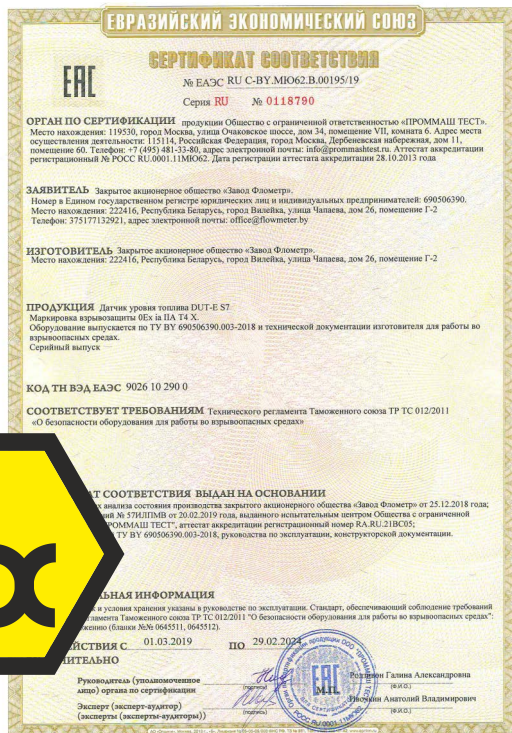 ЕВРАЗИЙСКИЙ ЭКОНОМИЧЕСКИЙ СОЮЗ
СЕРТИФИКАТ СООТВЕТСТВИЯ
EAC
№ ЕАЭС RU С-BY.МЮ62.В.00195/19
Серия RU № 0118790
ОРГАН ПО СЕРТИФИКАЦИИ продукции Общество с ограниченной ответственностью «ПРОММАШ ТЕСТ».
Место нахождения: 119530, город Москва, улица Очаковское шоссе, дом 34, помещение VII, комната 6. Адрес места
осуществления деятельности: 115114, Российская Федерация, город Москва, Дербеневская набережная, дом 11,
помещение 60. Телефон: +7 (495) 481-33-80, адрес электронной почты: info@prommashtest.ru. Аттестат аккредитации
регистрационный № РОСС RU.0001.11МЮ62. Дата регистрации аттестата аккредитации 28.10.2013 года
ЗАЯВИТЕЛЬ Закрытое акционерное общество «Завод Флометр».
Номер в Едином государственном регистре юридических лиц и индивидуальных предпринимателей: 690506390.
Место нахождения: 222416, Республика Беларусь, город Вилейка, улица Чапаева, дом 26, помещение Г-2
Телефон: 375177132921, адрес электронной почты: office@flowmeter.by
ИЗГОТОВИТЕЛЬ Закрытое акционерное общество «Завод Флометр».
Место нахождения: 222416, Республика Беларусь, город Вилейка, улица Чапаева, дом 26, помещение Г-2
ПРОДУКЦИЯ Датчик уровня топлива DUT-E S7
Маркировка взрывозащиты 0Ex ia IIA T4 X.
Оборудование выпускается по ТУ BY 690506390.003-2018 и технической документации изготовителя для работы во
взрывоопасных средах.
Серийный выпуск
КОД ТН ВЭД ЕАЭС 9026 10 290 0
СООТВЕТСТВУЕТ ТРЕБОВАНИЯМ Технического регламента Таможенного союза ТР ТС 012/2011
«О безопасности оборудования для работы во взрывоопасных средах»
АТ СООТВЕТСТВИЯ ВЫДАН НА ОСНОВАНИИ
анализа состояния производства закрытого акционерного общества «Завод Флометр» от 25.12.2018 года;
№ 57ИЛПМВ от 20.02.2019 года, выданного испытательным центром Общества с ограниченной
РОММАШ ТЕСТ", аттестат аккредитации регистрационный номер RA.RU.21ВС05;
ТУ BY 690506390.003-2018, руководства по эксплуатации, конструкторской документации.
ЛЬНАЯ ИНФОРМАЦИЯ
и условия хранения указаны в руководстве по эксплуатации. Стандарт, обеспечивающий соблюдение требований
гламента Таможенного союза ТР ТС 012/2011 "О безопасности оборудования для работы во взрывоопасных средах":
жению (бланки №№ 0645511, 0645512).
ЙСТВИЯ С 01.03.2019 ПО 29.02.2024
ИТЕЛЬНО
Руководитель (уполномоченное
лицо) органа по сертификации
(подпись)
М.П.
Галина Александровна
(Ф.И.О.)
Эксперт (эксперт-аудитор)
(эксперты (эксперты-аудиторы))
(подпись)
Анатолий Владимирович
(Ф.И.О.)